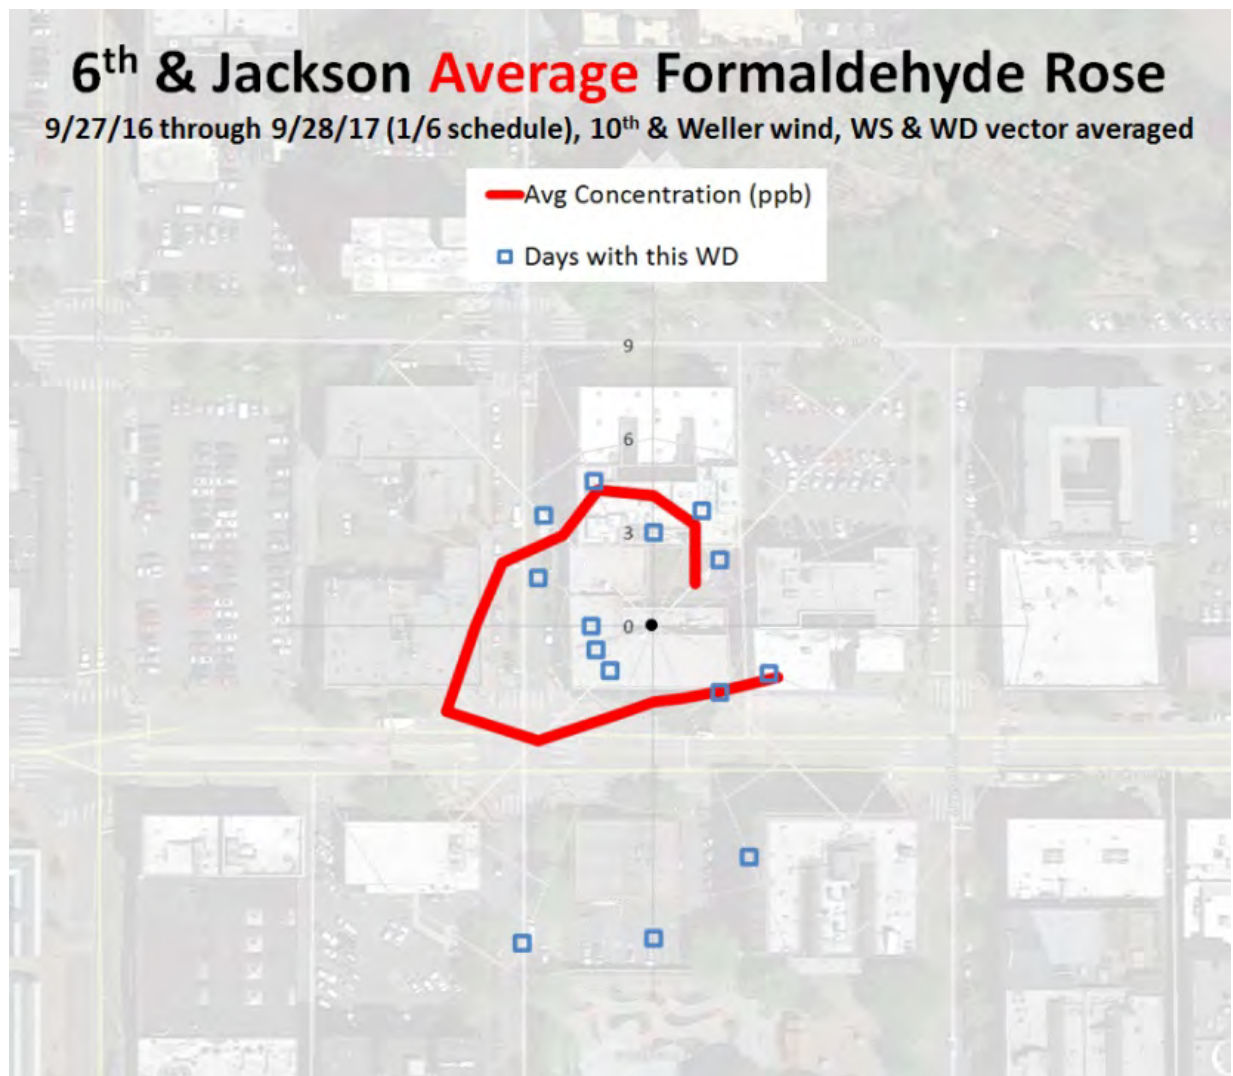 6th & Jackson Average Formaldehyde Rose
9/27/16 through 9/28/17 (1/6 schedule), 10th & Weller wind, WS & WD vector averaged
Avg Concentration (ppb)
Days with this WD
9
6
3
0